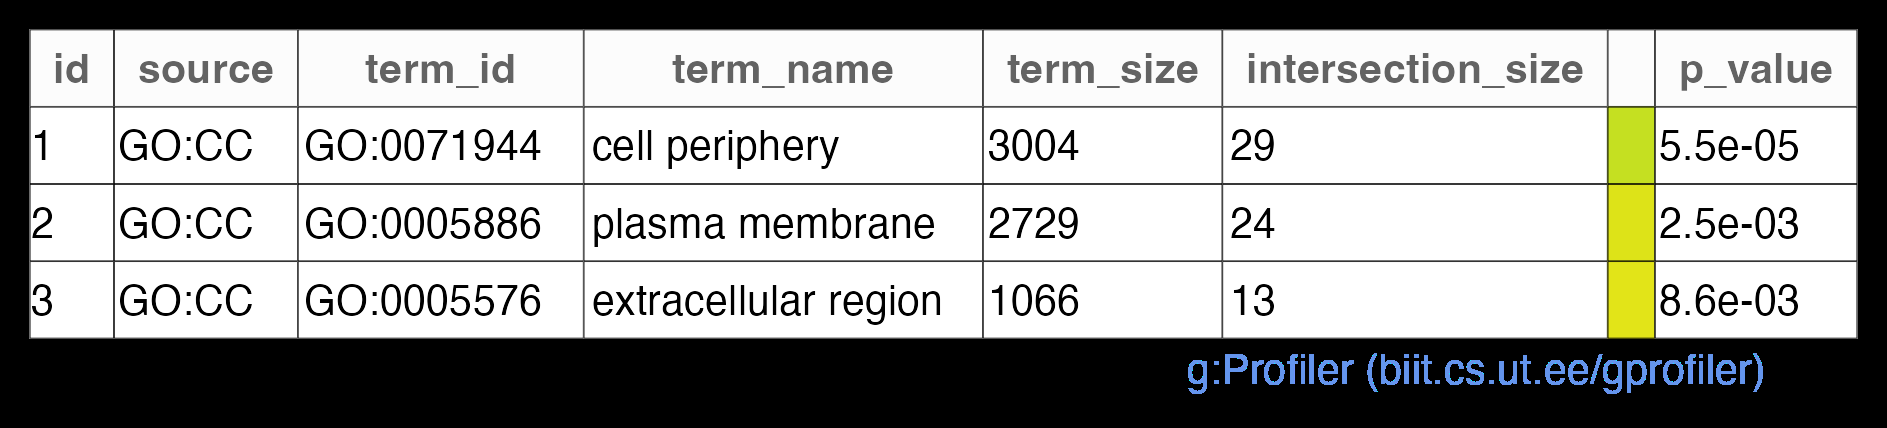 id source term_id term_name term_size intersection_size p_value
1 GO:CC GO:0071944 cell periphery 3004 29 5.5e-05
2 GO:CC GO:0005886 plasma membrane 2729 24 2.5e-03
3 GO:CC GO:0005576 extracellular region 1066 13 8.6e-03
g:Profiler (biit.cs.ut.ee/gprofiler)